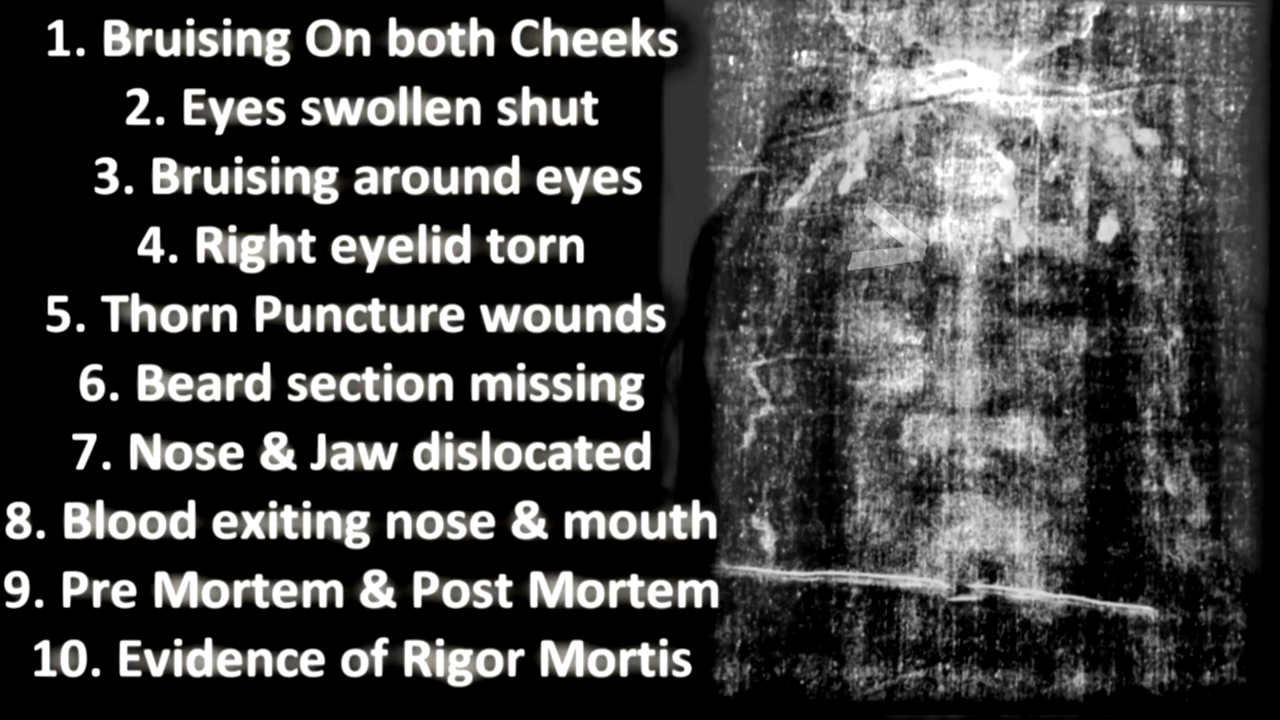 1. Bruising On both Cheeks
2. Eyes swollen shut
3. Bruising around eyes
4. Right eyelid torn
5. Thorn Puncture wounds
6. Beard section missing
7. Nose & Jaw dislocated
8. Blood exiting nose & mouth
9. Pre Mortem & Post Mortem
10. Evidence of Rigor Mortis